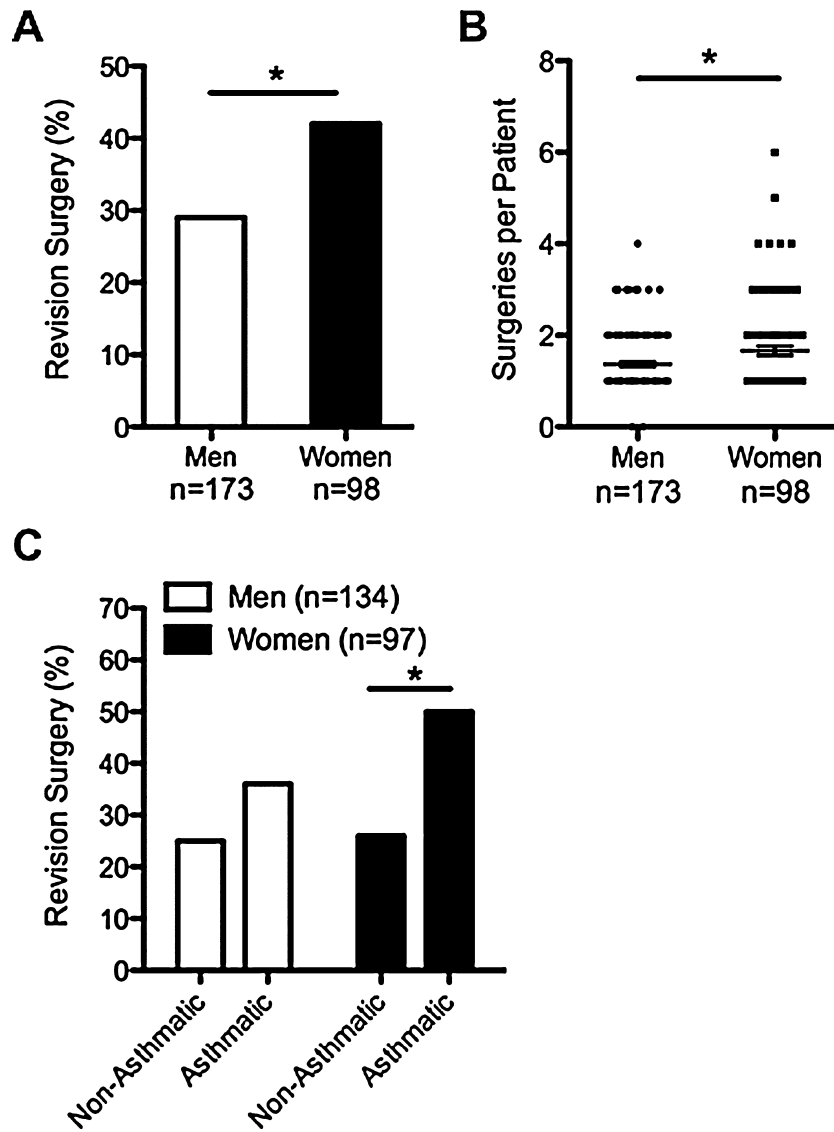 A
Revision Surgery (%)
50
40
30
20
10
0
*
Men
n=173
Women
n=98
B
Surgeries per Patient
8
6
4
2
0
*
Men
n=173
Women
n=98
C
Revision Surgery (%)
70
60
50
40
30
20
10
0
Men (n=134)
Women (n=97)
*
Non-Asthmatic
Asthmatic
Non-Asthmatic
Asthmatic